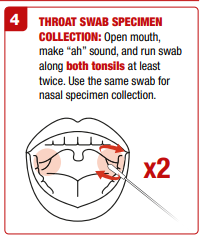 4
THROAT SWAB SPECIMEN
COLLECTION: Open mouth,
make “ah” sound, and run swab
along both tonsils at least
twice. Use the same swab for
nasal specimen collection.
x2